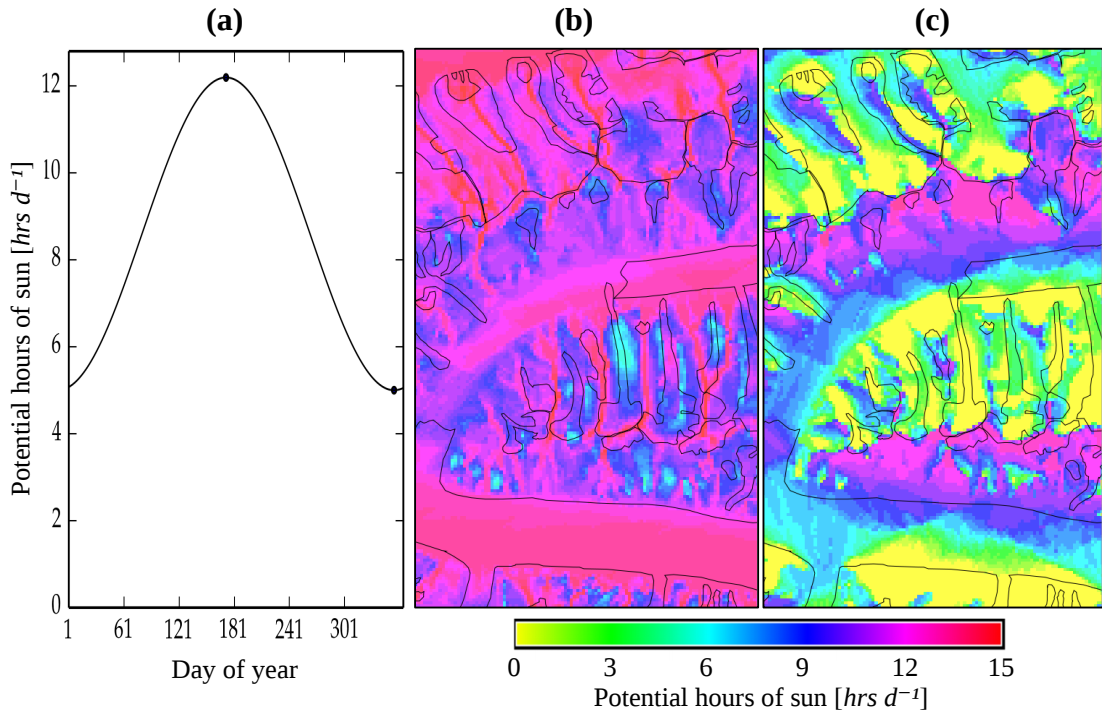 (a)
(b)
(c)
Potential hours of sun [hrs d⁻¹]
12
10
8
6
4
2
0
1 61 121 181 241 301
Day of year
0 3 6 9 12 15
Potential hours of sun [hrs d⁻¹]